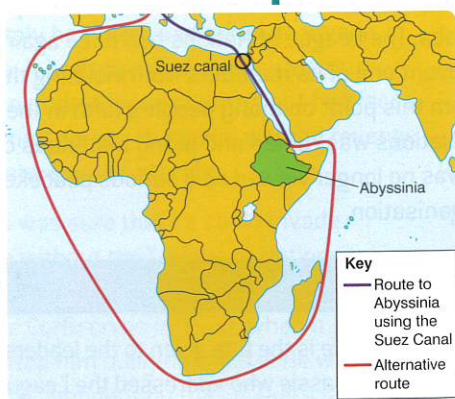 Suez canal
Abyssinia
Key
Route to
Abyssinia
using the
Suez Canal
Alternative
route